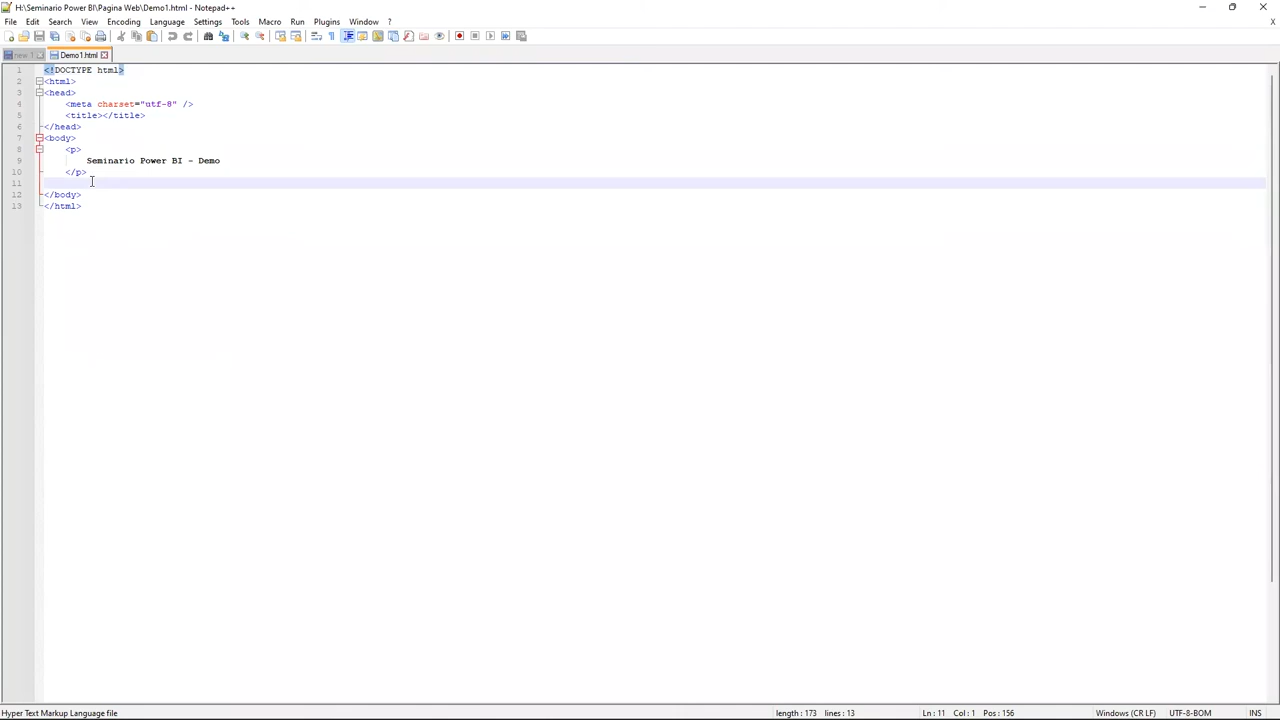 H:\Seminario Power BI\Pagina Web\Demo1.html - Notepad++
File Edit Search View Encoding Language Settings Tools Macro Run Plugins Window ?
X
new 1 Demo1.html
1 <!DOCTYPE html>
2 <html>
3 <head>
4 <meta charset="utf-8" />
5 <title></title>
6 </head>
7 <body>
8 <p>
9 Seminario Power BI - Demo
10 </p>
11
12 </body>
13 </html>
Hyper Text Markup Language file length : 173 lines : 13 Ln : 11 Col : 1 Pos : 156 Windows (CR LF) UTF-8-BOM INS